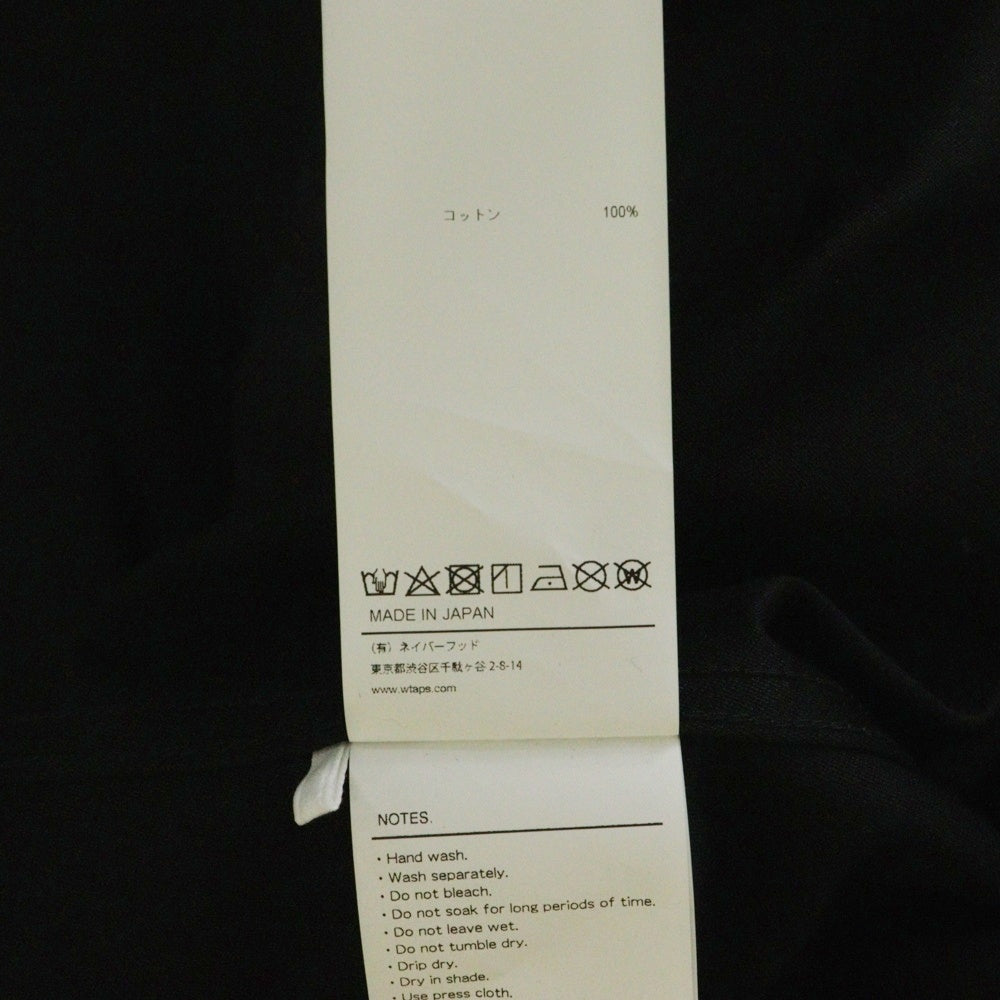 コットン 100%
W
MADE IN JAPAN
(有) ネイバーフッド
東京都渋谷区千駄ヶ谷 2-8-14
www.wtaps.com
NOTES.
・Hand wash.
・Wash separately.
・Do not bleach.
・Do not soak for long periods of time.
・Do not leave wet.
・Do not tumble dry.
・Drip dry.
・Dry in shade.
・Use press cloth.